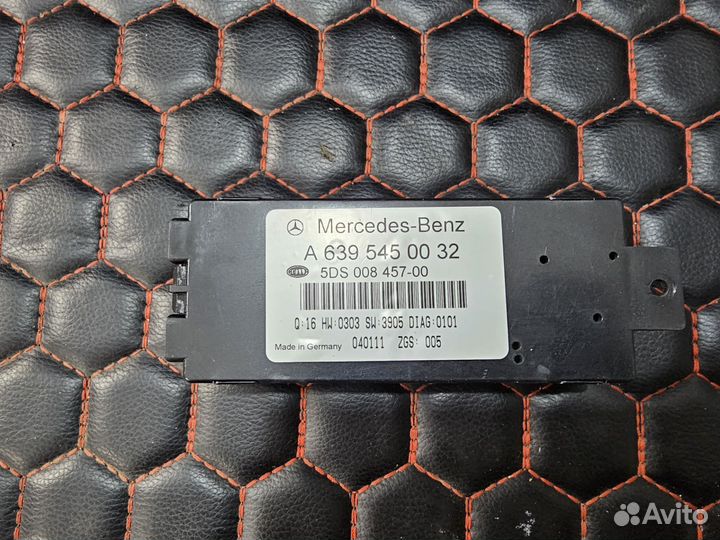 Mercedes-Benz
A 639 545 00 32
HELLA 5DS 008 457-00
Q:16 HW:0303 SW:3905 DIAG:0101
Made in Germany 040111 ZGS: 005
Avito